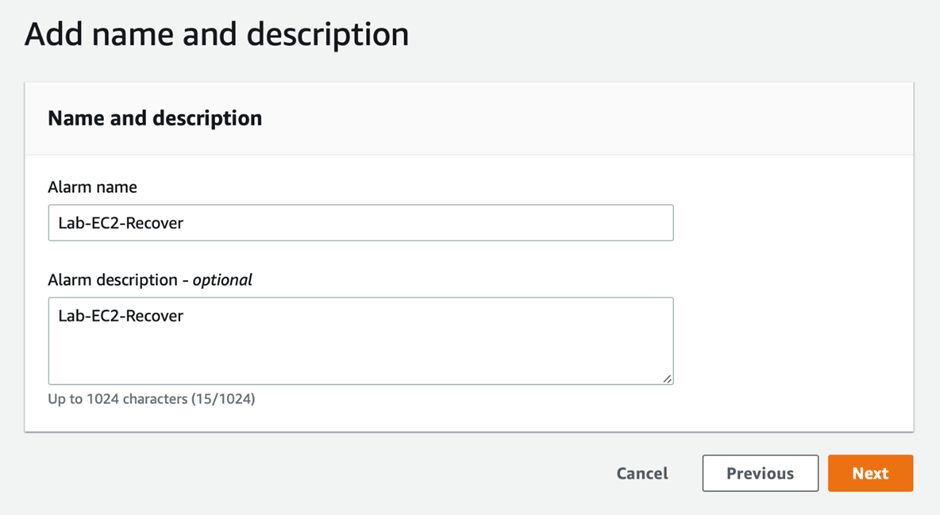 Add name and description
Name and description
Alarm name
Lab-EC2-Recover
Alarm description - optional
Lab-EC2-Recover
Up to 1024 characters (15/1024)
Cancel
Previous
Next